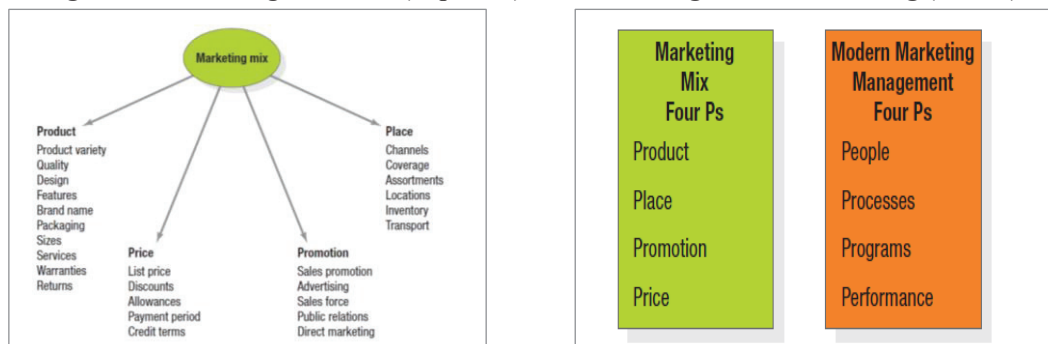 Marketing mix
Product
Product variety
Quality
Design
Features
Brand name
Packaging
Sizes
Services
Warranties
Returns
Price
List price
Discounts
Allowances
Payment period
Credit terms
Promotion
Sales promotion
Advertising
Sales force
Public relations
Direct marketing
Place
Channels
Coverage
Assortments
Locations
Inventory
Transport
Marketing
Mix
Four Ps
Product
Place
Promotion
Price
Modern Marketing
Management
Four Ps
People
Processes
Programs
Performance